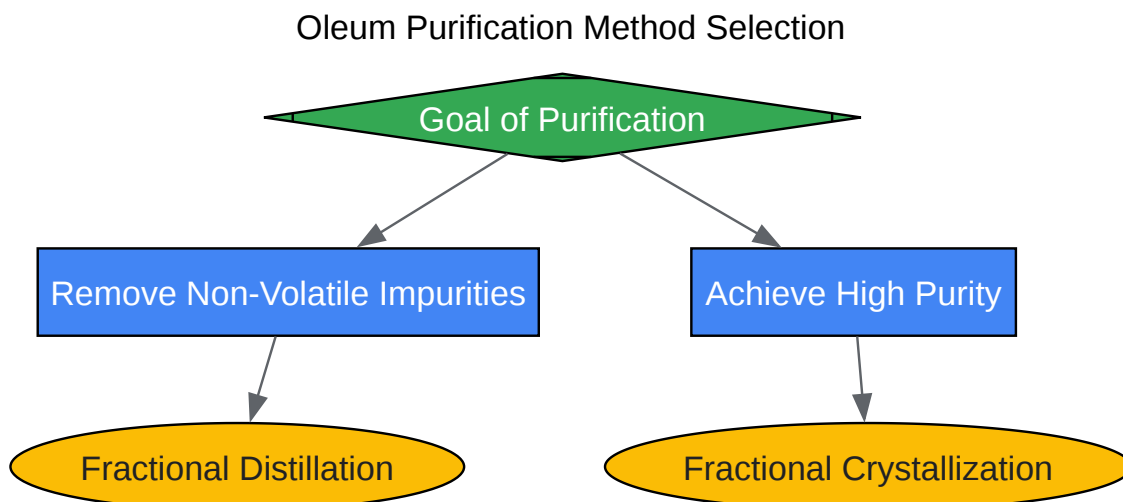 Oleum Purification Method Selection
Goal of Purification
Remove Non-Volatile Impurities
Achieve High Purity
Fractional Distillation
Fractional Crystallization